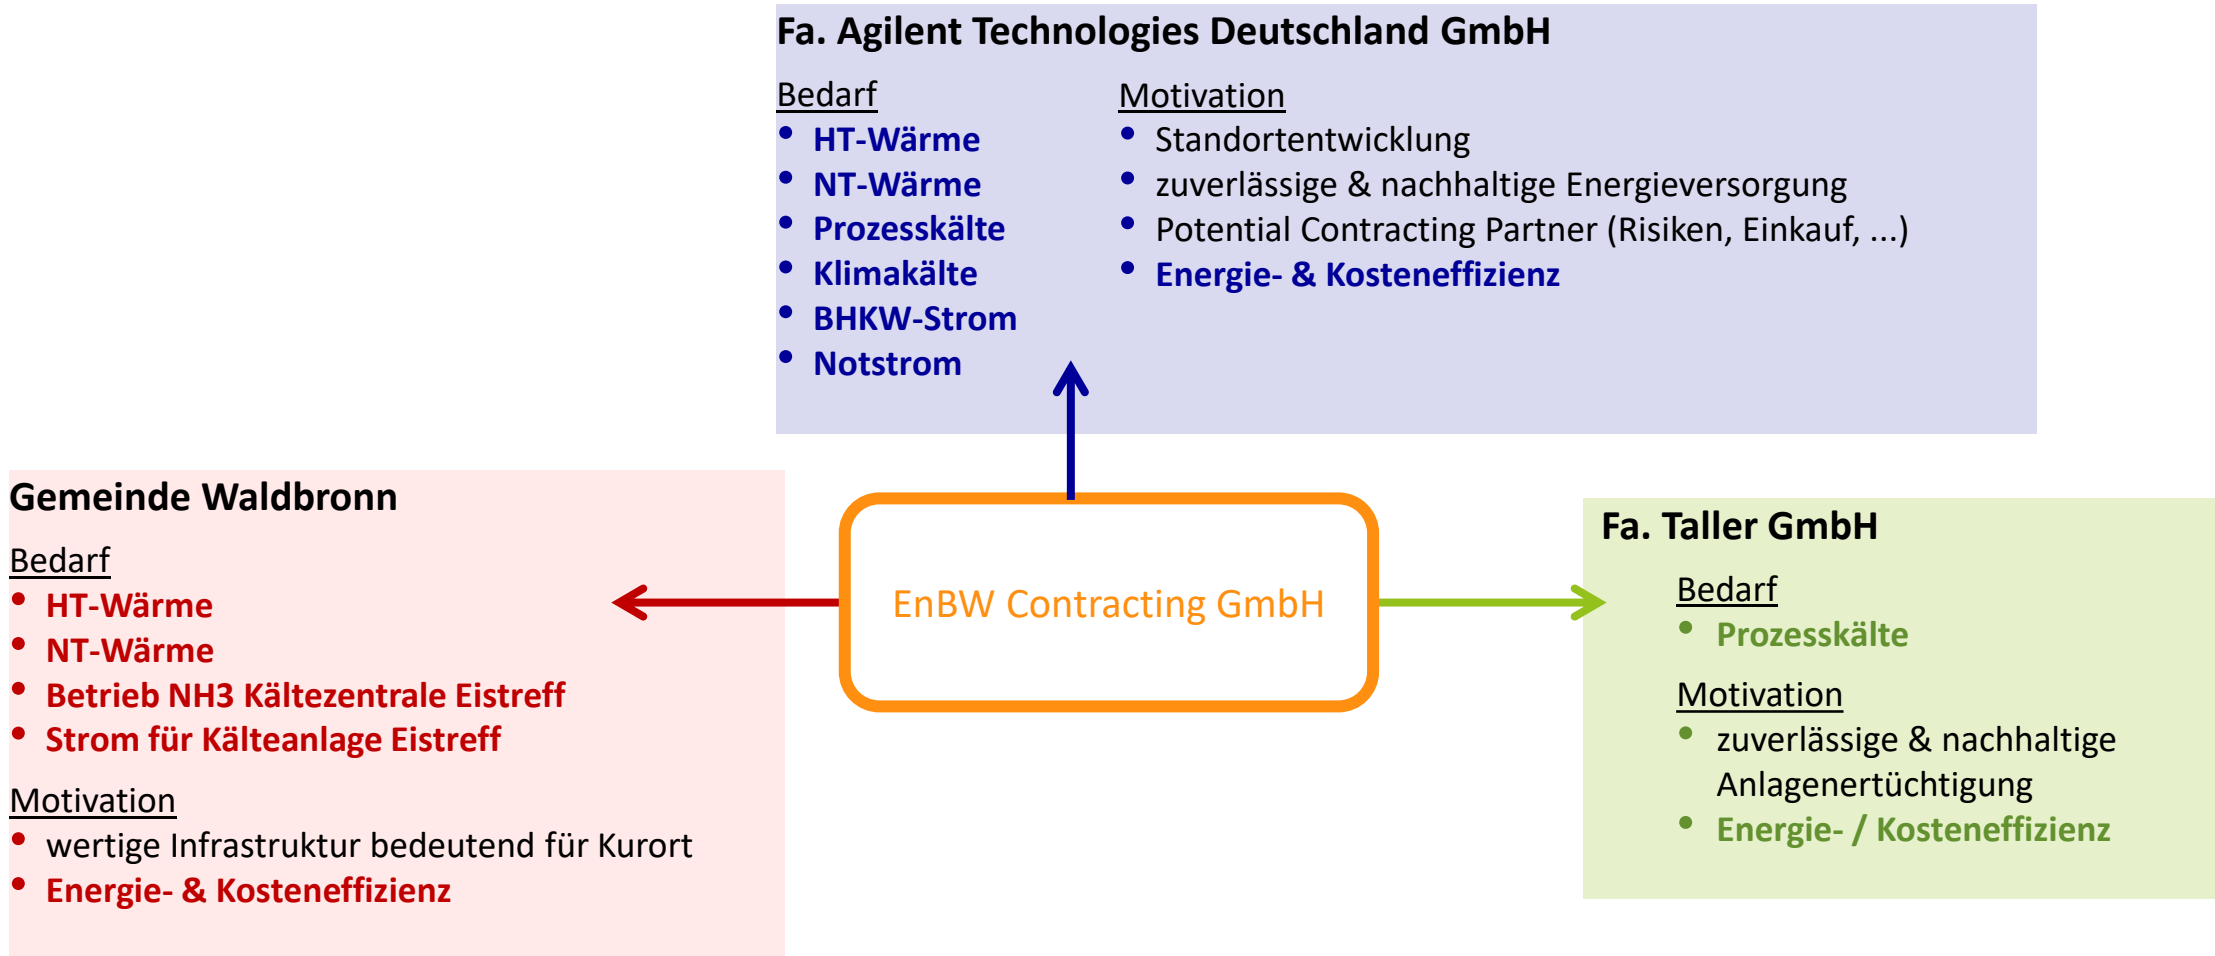 Fa. Agilent Technologies Deutschland GmbH
Bedarf
• HT-Wärme
• NT-Wärme
• Prozesskälte
• Klimakälte
• BHKW-Strom
• Notstrom
Motivation
• Standortentwicklung
• zuverlässige & nachhaltige Energieversorgung
• Potential Contracting Partner (Risiken, Einkauf, ...)
• Energie- & Kosteneffizienz
Gemeinde Waldbronn
Bedarf
• HT-Wärme
• NT-Wärme
• Betrieb NH3 Kältezentrale Eistreff
• Strom für Kälteanlage Eistreff
Motivation
• wertige Infrastruktur bedeutend für Kurort
• Energie- & Kosteneffizienz
EnBW Contracting GmbH
Fa. Taller GmbH
Bedarf
• Prozesskälte
Motivation
• zuverlässige & nachhaltige
Anlagenertüchtigung
• Energie- / Kosteneffizienz